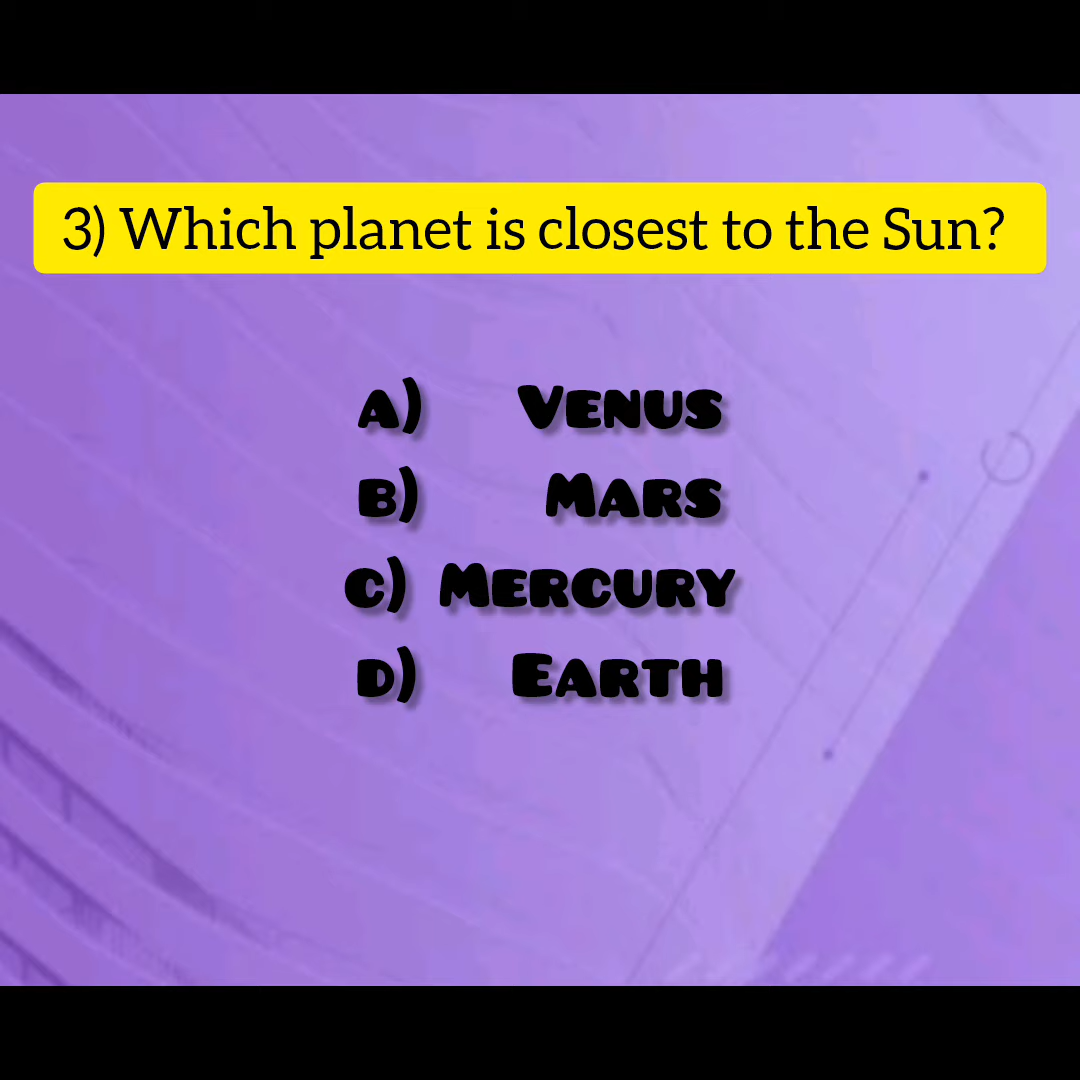 3) Which planet is closest to the Sun?
A) Venus
B) Mars
C) Mercury
D) Earth